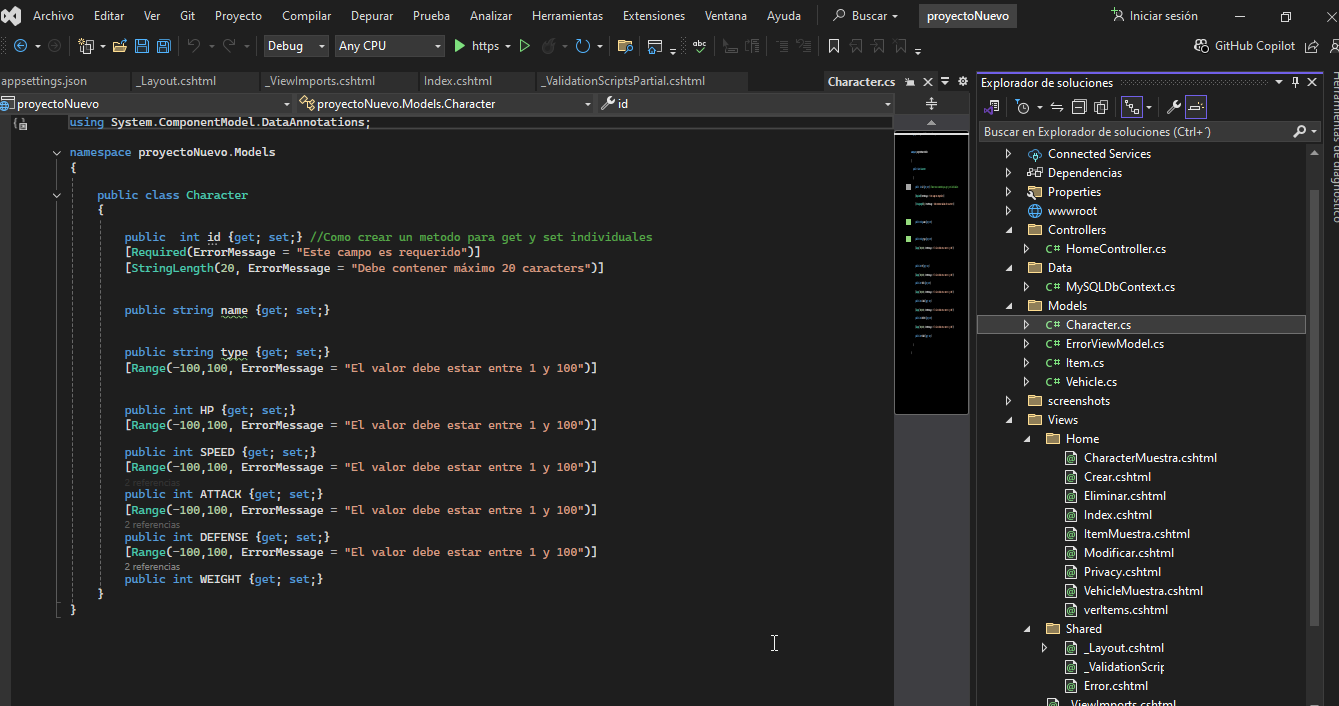 Archivo Editar Ver Git Proyecto Compilar Depurar Prueba Analizar Herramientas Extensiones Ventana Ayuda Buscar proyectoNuevo Iniciar sesión
Debug Any CPU https abc GitHub Copilot
appsettings.json _Layout.cshtml _ViewImports.cshtml Index.cshtml _ValidationScriptsPartial.cshtml Character.cs
proyectoNuevo proyectoNuevo.Models.Character id
using System.ComponentModel.DataAnnotations;
namespace proyectoNuevo.Models
{
public class Character
{
public int id {get; set;} //Como crear un metodo para get y set individuales
[Required(ErrorMessage = "Este campo es requerido")]
[StringLength(20, ErrorMessage = "Debe contener máximo 20 caracters")]
public string name {get; set;}
public string type {get; set;}
[Range(-100,100, ErrorMessage = "El valor debe estar entre 1 y 100")]
public int HP {get; set;}
[Range(-100,100, ErrorMessage = "El valor debe estar entre 1 y 100")]
public int SPEED {get; set;}
[Range(-100,100, ErrorMessage = "El valor debe estar entre 1 y 100")]
2 referencias
public int ATTACK {get; set;}
[Range(-100,100, ErrorMessage = "El valor debe estar entre 1 y 100")]
2 referencias
public int DEFENSE {get; set;}
[Range(-100,100, ErrorMessage = "El valor debe estar entre 1 y 100")]
2 referencias
public int WEIGHT {get; set;}
}
}
Explorador de soluciones
Buscar en Explorador de soluciones (Ctrl+´)
Connected Services
Dependencias
Properties
wwwroot
Controllers
C# HomeController.cs
Data
C# MySQLDbContext.cs
Models
C# Character.cs
C# ErrorViewModel.cs
C# Item.cs
C# Vehicle.cs
screenshots
Views
Home
CharacterMuestra.cshtml
Crear.cshtml
Eliminar.cshtml
Index.cshtml
ItemMuestra.cshtml
Modificar.cshtml
Privacy.cshtml
VehicleMuestra.cshtml
verItems.cshtml
Shared
_Layout.cshtml
_ValidationScrip
Error.cshtml
_ViewImports.cshtml
Herramientas de diagnóstico